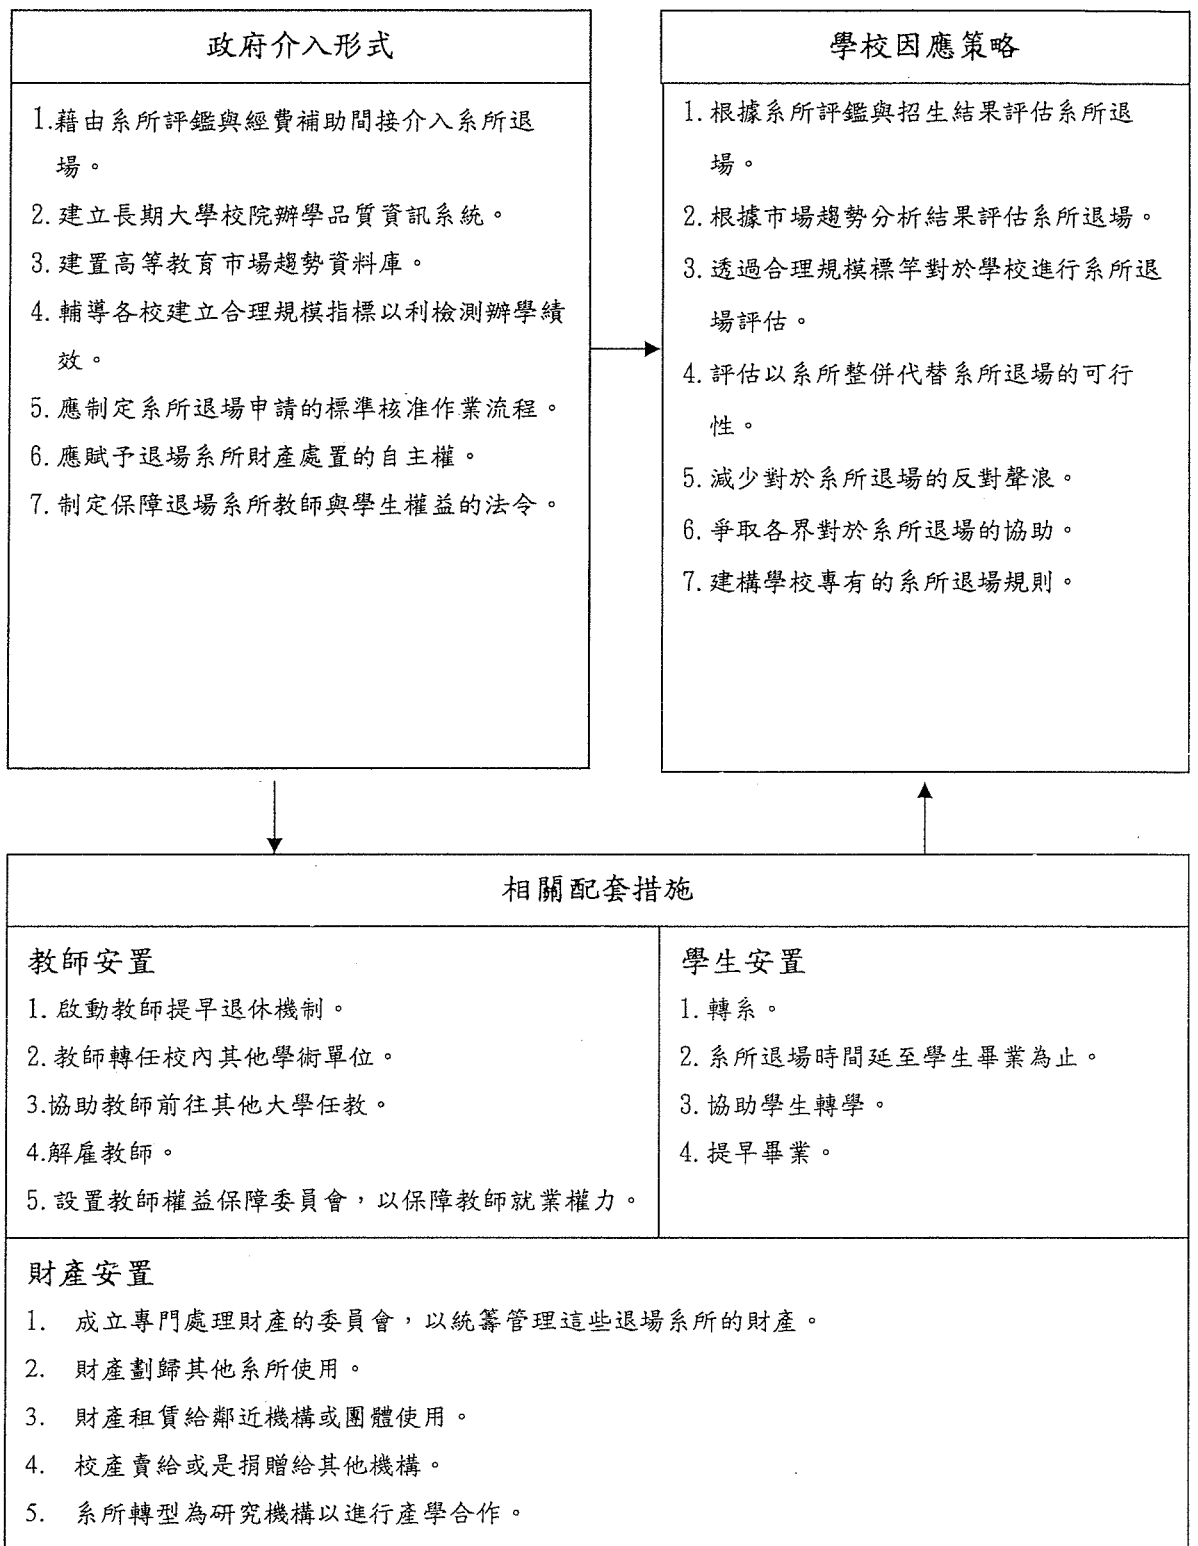 政府介入形式
1.藉由系所評鑑與經費補助間接介入系所退
場。
2.建立長期大學校院辦學品質資訊系統。
3.建置高等教育市場趨勢資料庫。
4.輔導各校建立合理規模指標以利檢測辦學績
效。
5.應制定系所退場申請的標準核准作業流程。
6.應賦予退場系所財產處置的自主權。
7.制定保障退場系所教師與學生權益的法令。
學校因應策略
1.根據系所評鑑與招生結果評估系所退
場。
2.根據市場趨勢分析結果評估系所退場。
3.透過合理規模標竿對於學校進行系所退
場評估。
4.評估以系所整併代替系所退場的可行
性。
5.減少對於系所退場的反對聲浪。
6.爭取各界對於系所退場的協助。
7.建構學校專有的系所退場規則。
相關配套措施
教師安置
1.啟動教師提早退休機制。
2.教師轉任校內其他學術單位。
3.協助教師前往其他大學任教。
4.解雇教師。
5.設置教師權益保障委員會，以保障教師就業權力。
學生安置
1.轉系。
2.系所退場時間延至學生畢業為止。
3.協助學生轉學。
4.提早畢業。
財產安置
1. 成立專門處理財產的委員會，以統籌管理這些退場系所的財產。
2. 財產劃歸其他系所使用。
3. 財產租賃給鄰近機構或團體使用。
4. 校產賣給或是捐贈給其他機構。
5. 系所轉型為研究機構以進行產學合作。